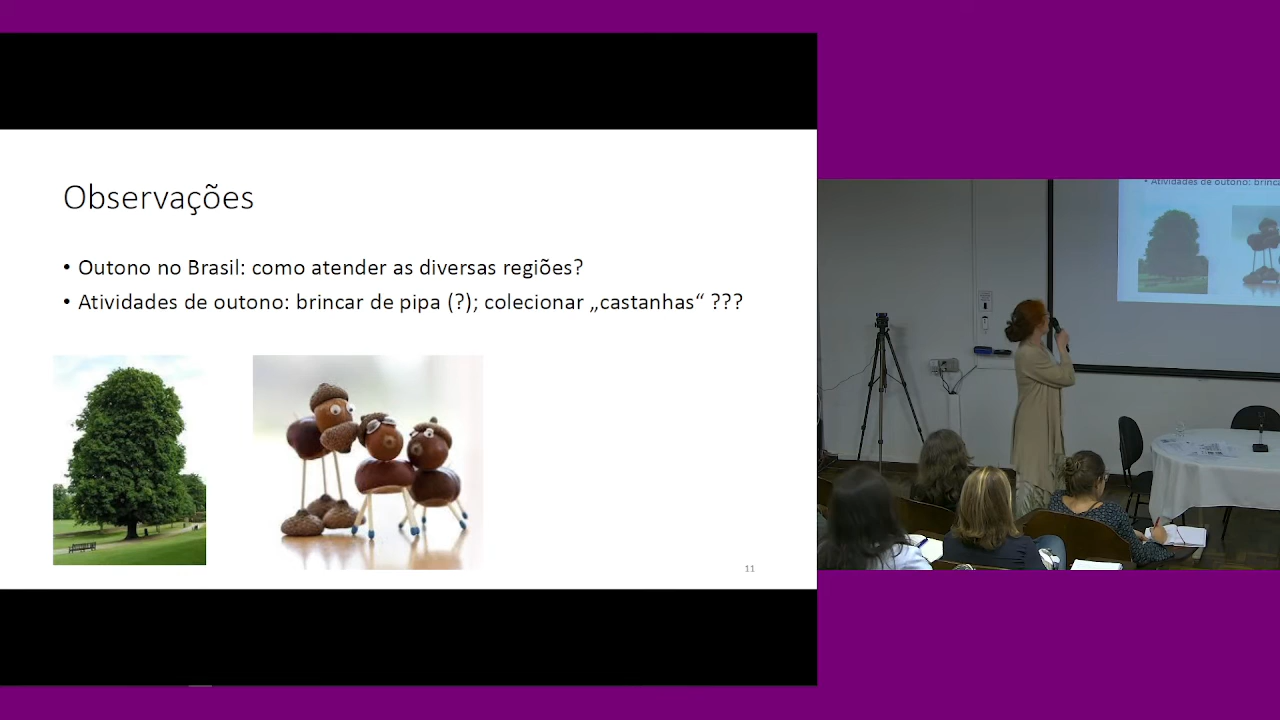 Observações
• Outono no Brasil: como atender as diversas regiões?
• Atividades de outono: brincar de pipa (?); colecionar „castanhas“ ???
11
• Atividades de outono: brinca